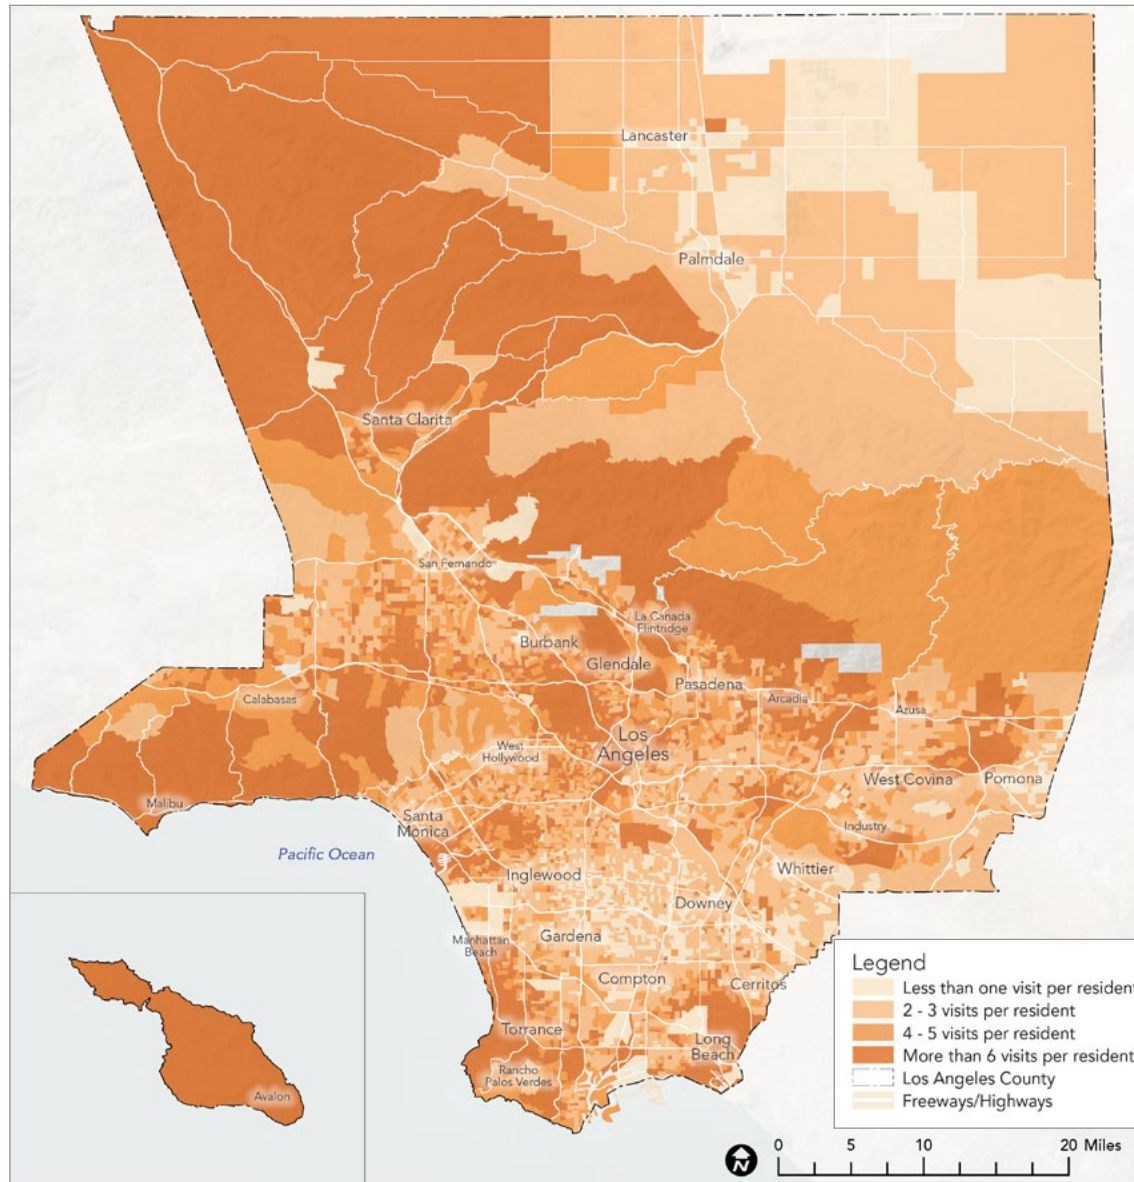 Lancaster
Palmdale
Santa Clarita
San Fernando
La Canada
Flintridge
Burbank
Glendale
Pasadena
Calabasas
Arcadia
Azusa
Los
Angeles
West
Hollywood
West Covina
Pomona
Malibu
Santa
Monica
Industry
Pacific Ocean
Whittier
Inglewood
Downey
Gardena
Manhattan
Beach
Compton
Cerritos
Torrance
Long
Beach
Rancho
Palos Verdes
Avalon
Legend
Less than one visit per resident
2 - 3 visits per resident
4 - 5 visits per resident
More than 6 visits per resident
Los Angeles County
Freeways/Highways
N
0 5 10 20 Miles